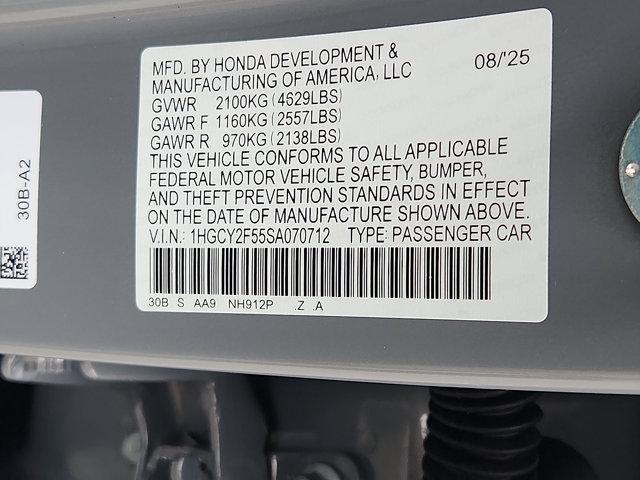 MFD. BY HONDA DEVELOPMENT &
MANUFACTURING OF AMERICA, LLC
08/'25
GVWR 2100KG (4629LBS)
GAWR F 1160KG (2557LBS)
GAWR R 970KG (2138LBS)
THIS VEHICLE CONFORMS TO ALL APPLICABLE
FEDERAL MOTOR VEHICLE SAFETY, BUMPER,
AND THEFT PREVENTION STANDARDS IN EFFECT
ON THE DATE OF MANUFACTURE SHOWN ABOVE.
V.I.N.: 1HGCY2F55SA070712 TYPE: PASSENGER CAR
30B S AA9 NH912P .Z .A
30B-A2